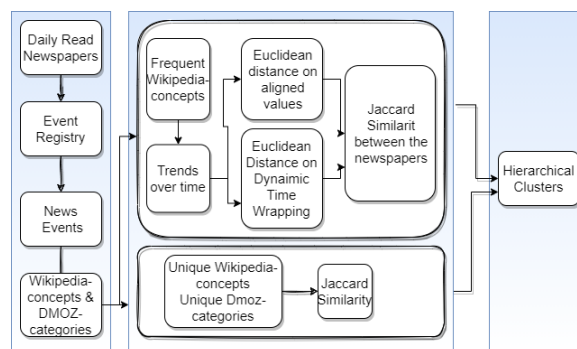 Daily Read
Newspapers
Event
Registry
News
Events
Wikipedia-
concepts &
DMOZ-
categories
Frequent
Wikipedia-
concepts
Trends
over time
Euclidean
distance on
aligned
values
Euclidean
Distance on
Dynaimic
Time
Wrapping
Jaccard
Similarit
between the
newspapers
Unique Wikipedia-
concepts
Unique Dmoz-
categories
Jaccard
Similarity
Hierarchical
Clusters